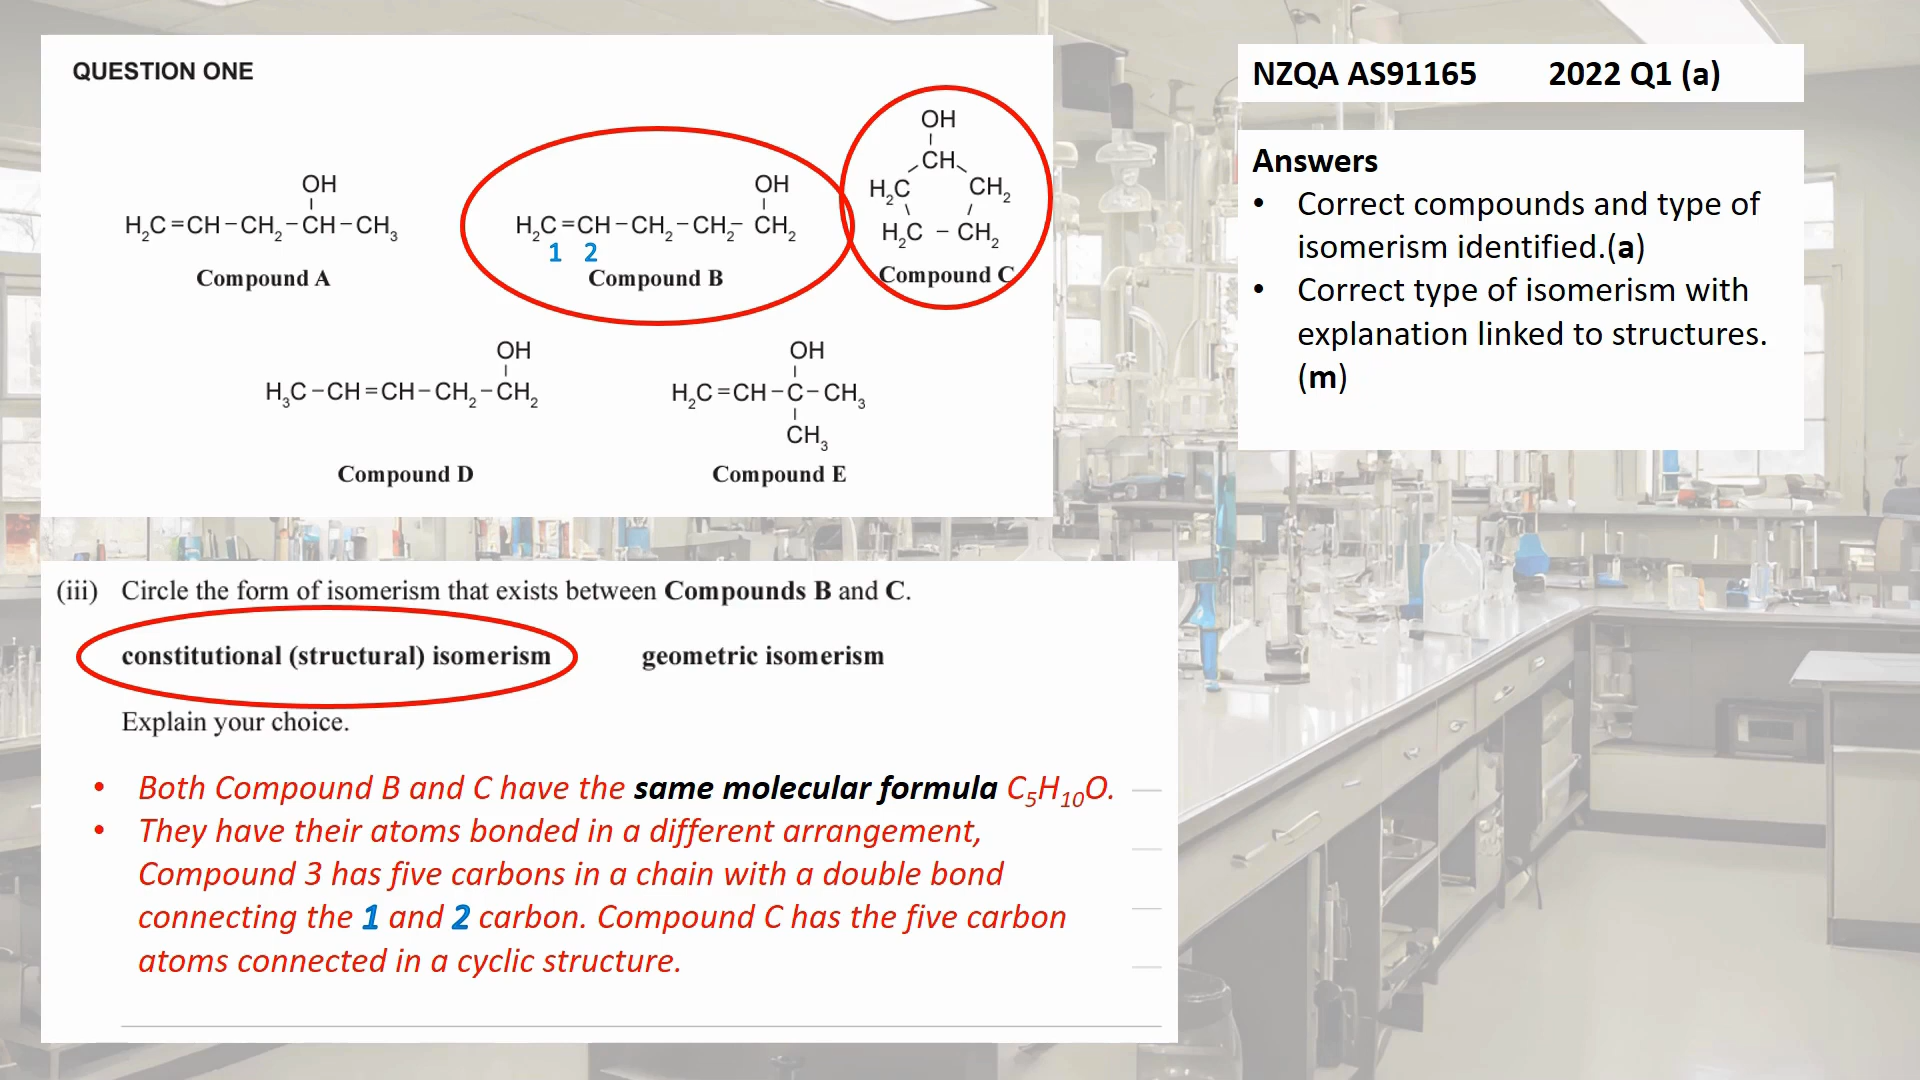 QUESTION ONE
NZQA AS91165 2022 Q1 (a)
OH
H₂C=CH–CH₂–CH–CH₃
Compound A
OH
H₂C=CH–CH₂–CH₂–CH₂
1 2
Compound B
OH
CH
H₂C CH₂
H₂C – CH₂
Compound C
OH
H₃C–CH=CH–CH₂–CH₂
Compound D
OH
H₂C=CH–C–CH₃
CH₃
Compound E
Answers
• Correct compounds and type of
isomerism identified.(a)
• Correct type of isomerism with
explanation linked to structures.
(m)
(iii) Circle the form of isomerism that exists between Compounds B and C.
constitutional (structural) isomerism geometric isomerism
Explain your choice.
• Both Compound B and C have the same molecular formula C₅H₁₀O.
• They have their atoms bonded in a different arrangement,
Compound 3 has five carbons in a chain with a double bond
connecting the 1 and 2 carbon. Compound C has the five carbon
atoms connected in a cyclic structure.